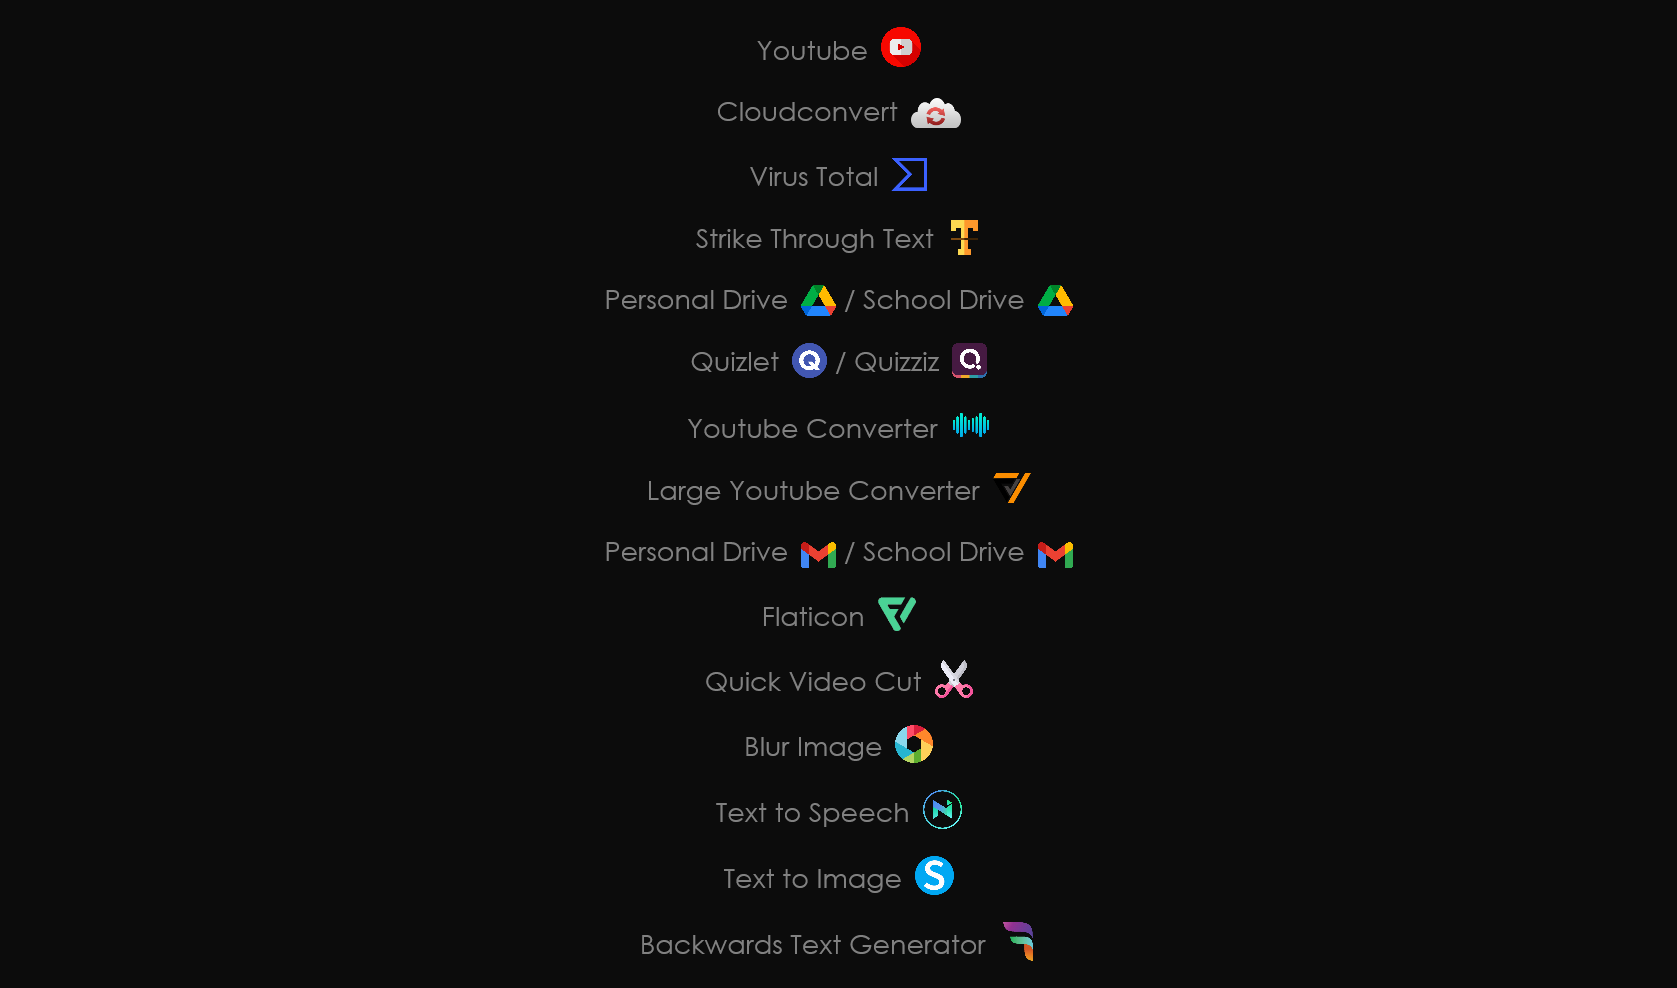 Youtube
Cloudconvert
Virus Total
Strike Through Text
Personal Drive / School Drive
Quizlet / Quizziz
Youtube Converter
Large Youtube Converter
Personal Drive / School Drive
Flaticon
Quick Video Cut
Blur Image
Text to Speech
Text to Image
Backwards Text Generator